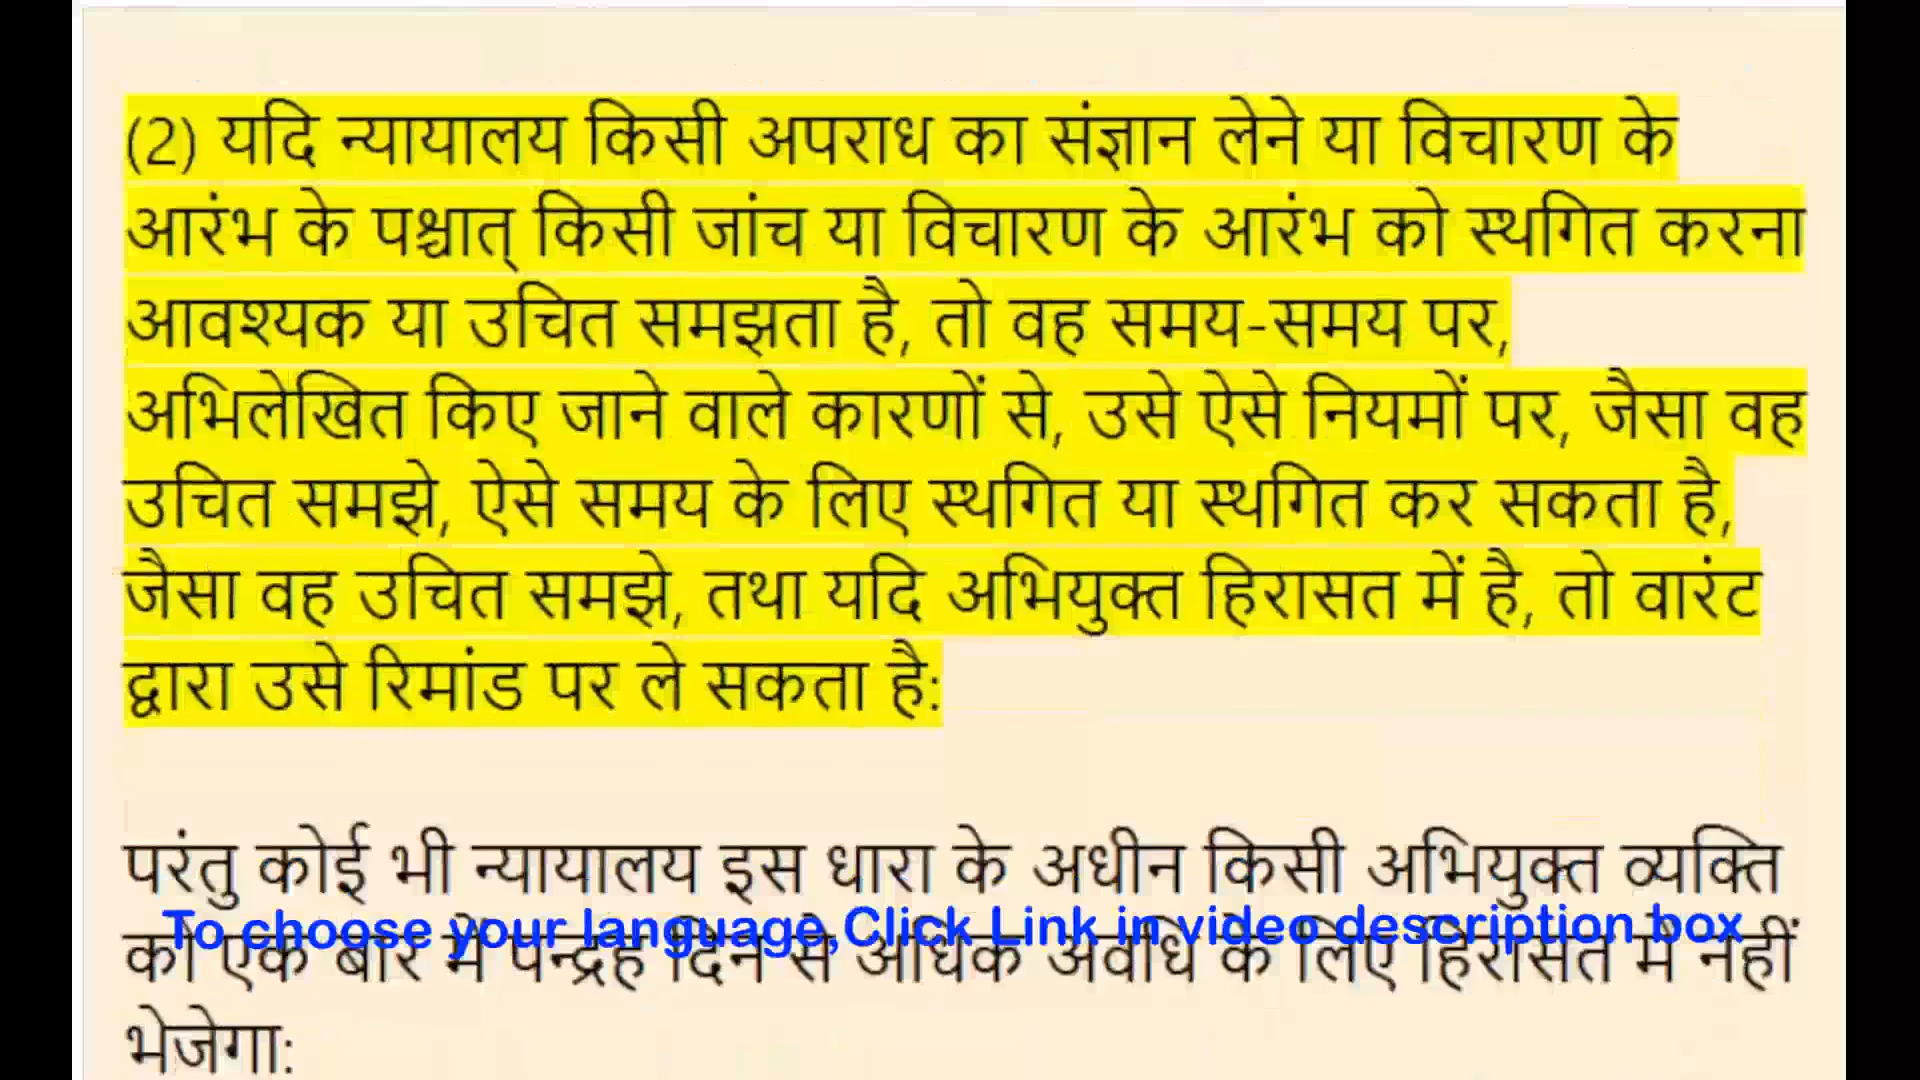 (2) यदि न्यायालय किसी अपराध का संज्ञान लेने या विचारण के
आरंभ के पश्चात् किसी जांच या विचारण के आरंभ को स्थगित करना
आवश्यक या उचित समझता है, तो वह समय-समय पर,
अभिलेखित किए जाने वाले कारणों से, उसे ऐसे नियमों पर, जैसा वह
उचित समझे, ऐसे समय के लिए स्थगित या स्थगित कर सकता है,
जैसा वह उचित समझे, तथा यदि अभियुक्त हिरासत में है, तो वारंट
द्वारा उसे रिमांड पर ले सकता है:
परंतु कोई भी न्यायालय इस धारा के अधीन किसी अभियुक्त व्यक्ति
To choose your language,Click Link in video description box
को एक बार में पन्द्रह दिन से अधिक अवधि के लिए हिरासत में नहीं
भेजेगा: